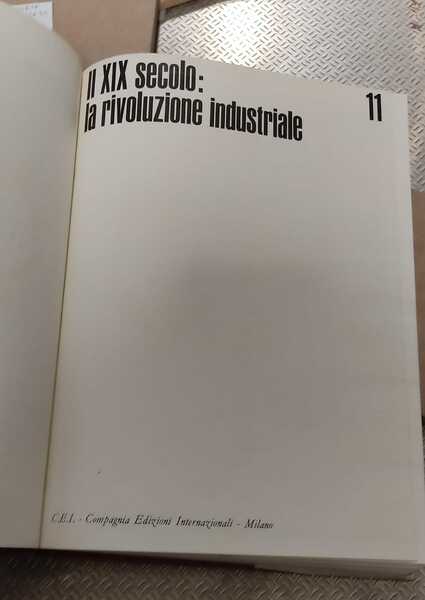 Il XIX secolo:
la rivoluzione industriale
11
C.E.I. - Compagnia Edizioni Internazionali - Milano